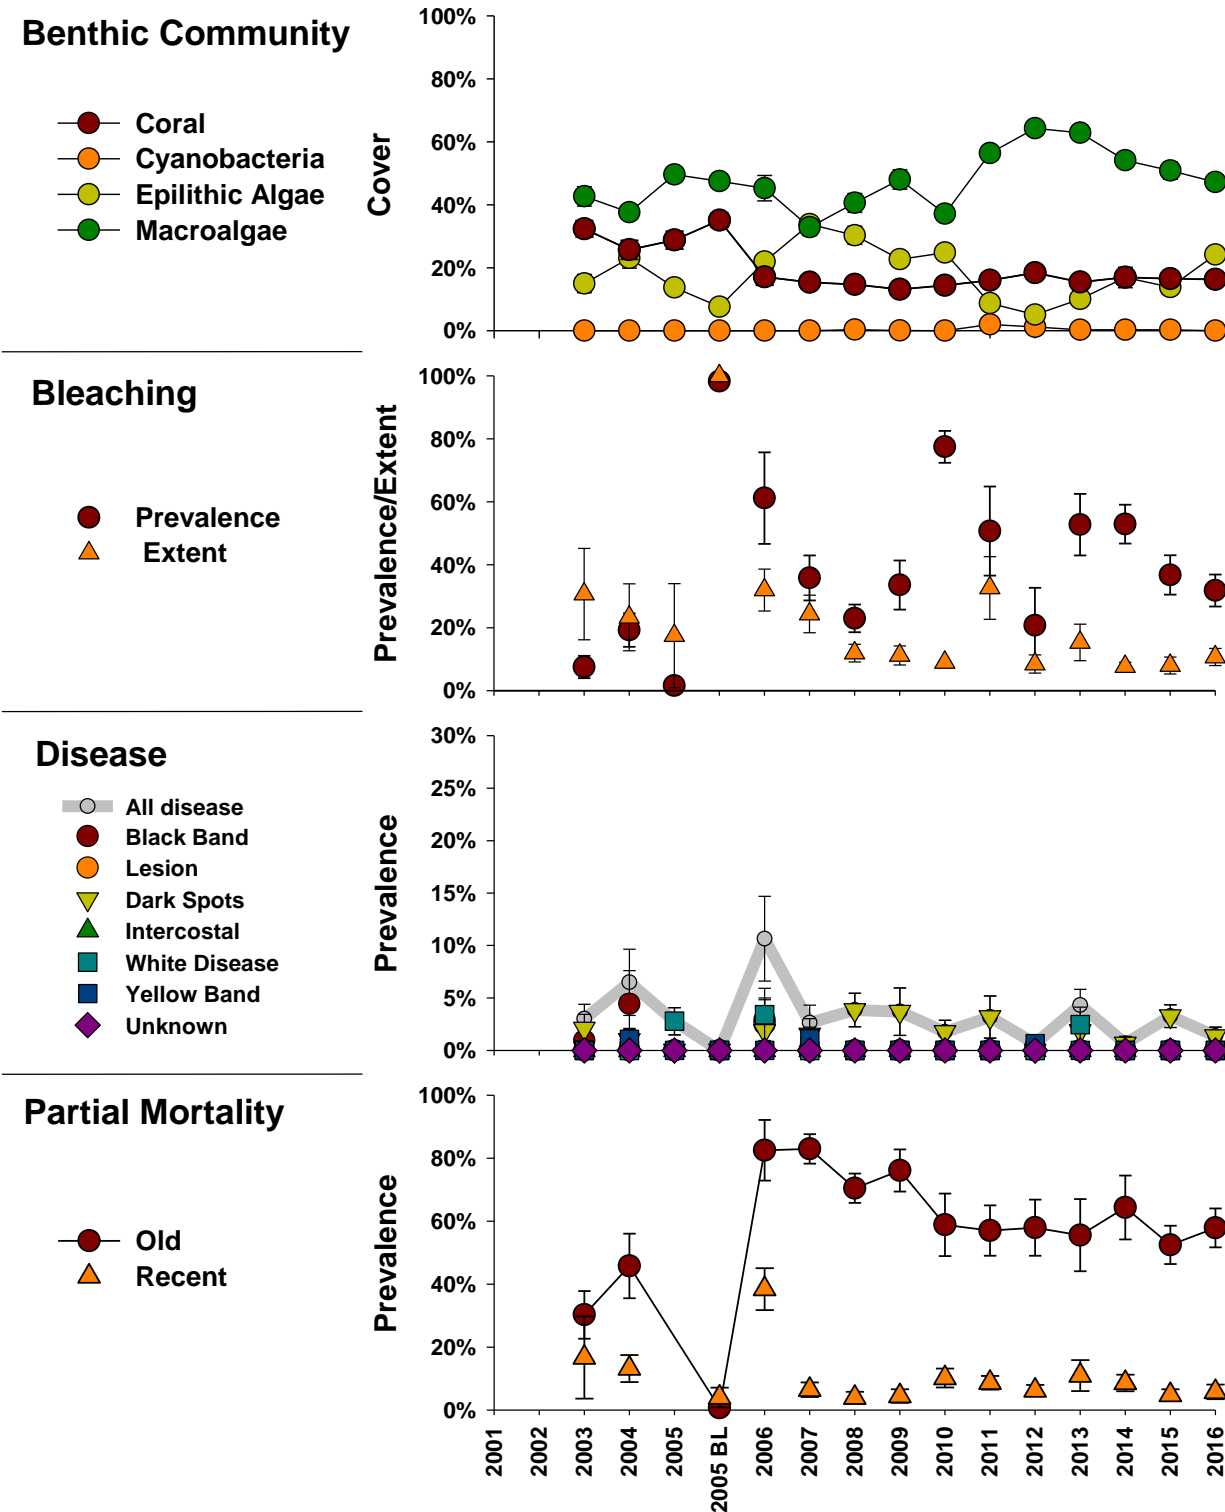 Benthic Community
Coral
Cyanobacteria
Epilithic Algae
Macroalgae
Cover
100%
80%
60%
40%
20%
0%
Bleaching
Prevalence
Extent
Prevalence/Extent
100%
80%
60%
40%
20%
0%
Disease
All disease
Black Band
Lesion
Dark Spots
Intercostal
White Disease
Yellow Band
Unknown
Prevalence
30%
25%
20%
15%
10%
5%
0%
Partial Mortality
Old
Recent
Prevalence
100%
80%
60%
40%
20%
0%
2001
2002
2003
2004
2005
2005 BL
2006
2007
2008
2009
2010
2011
2012
2013
2014
2015
2016